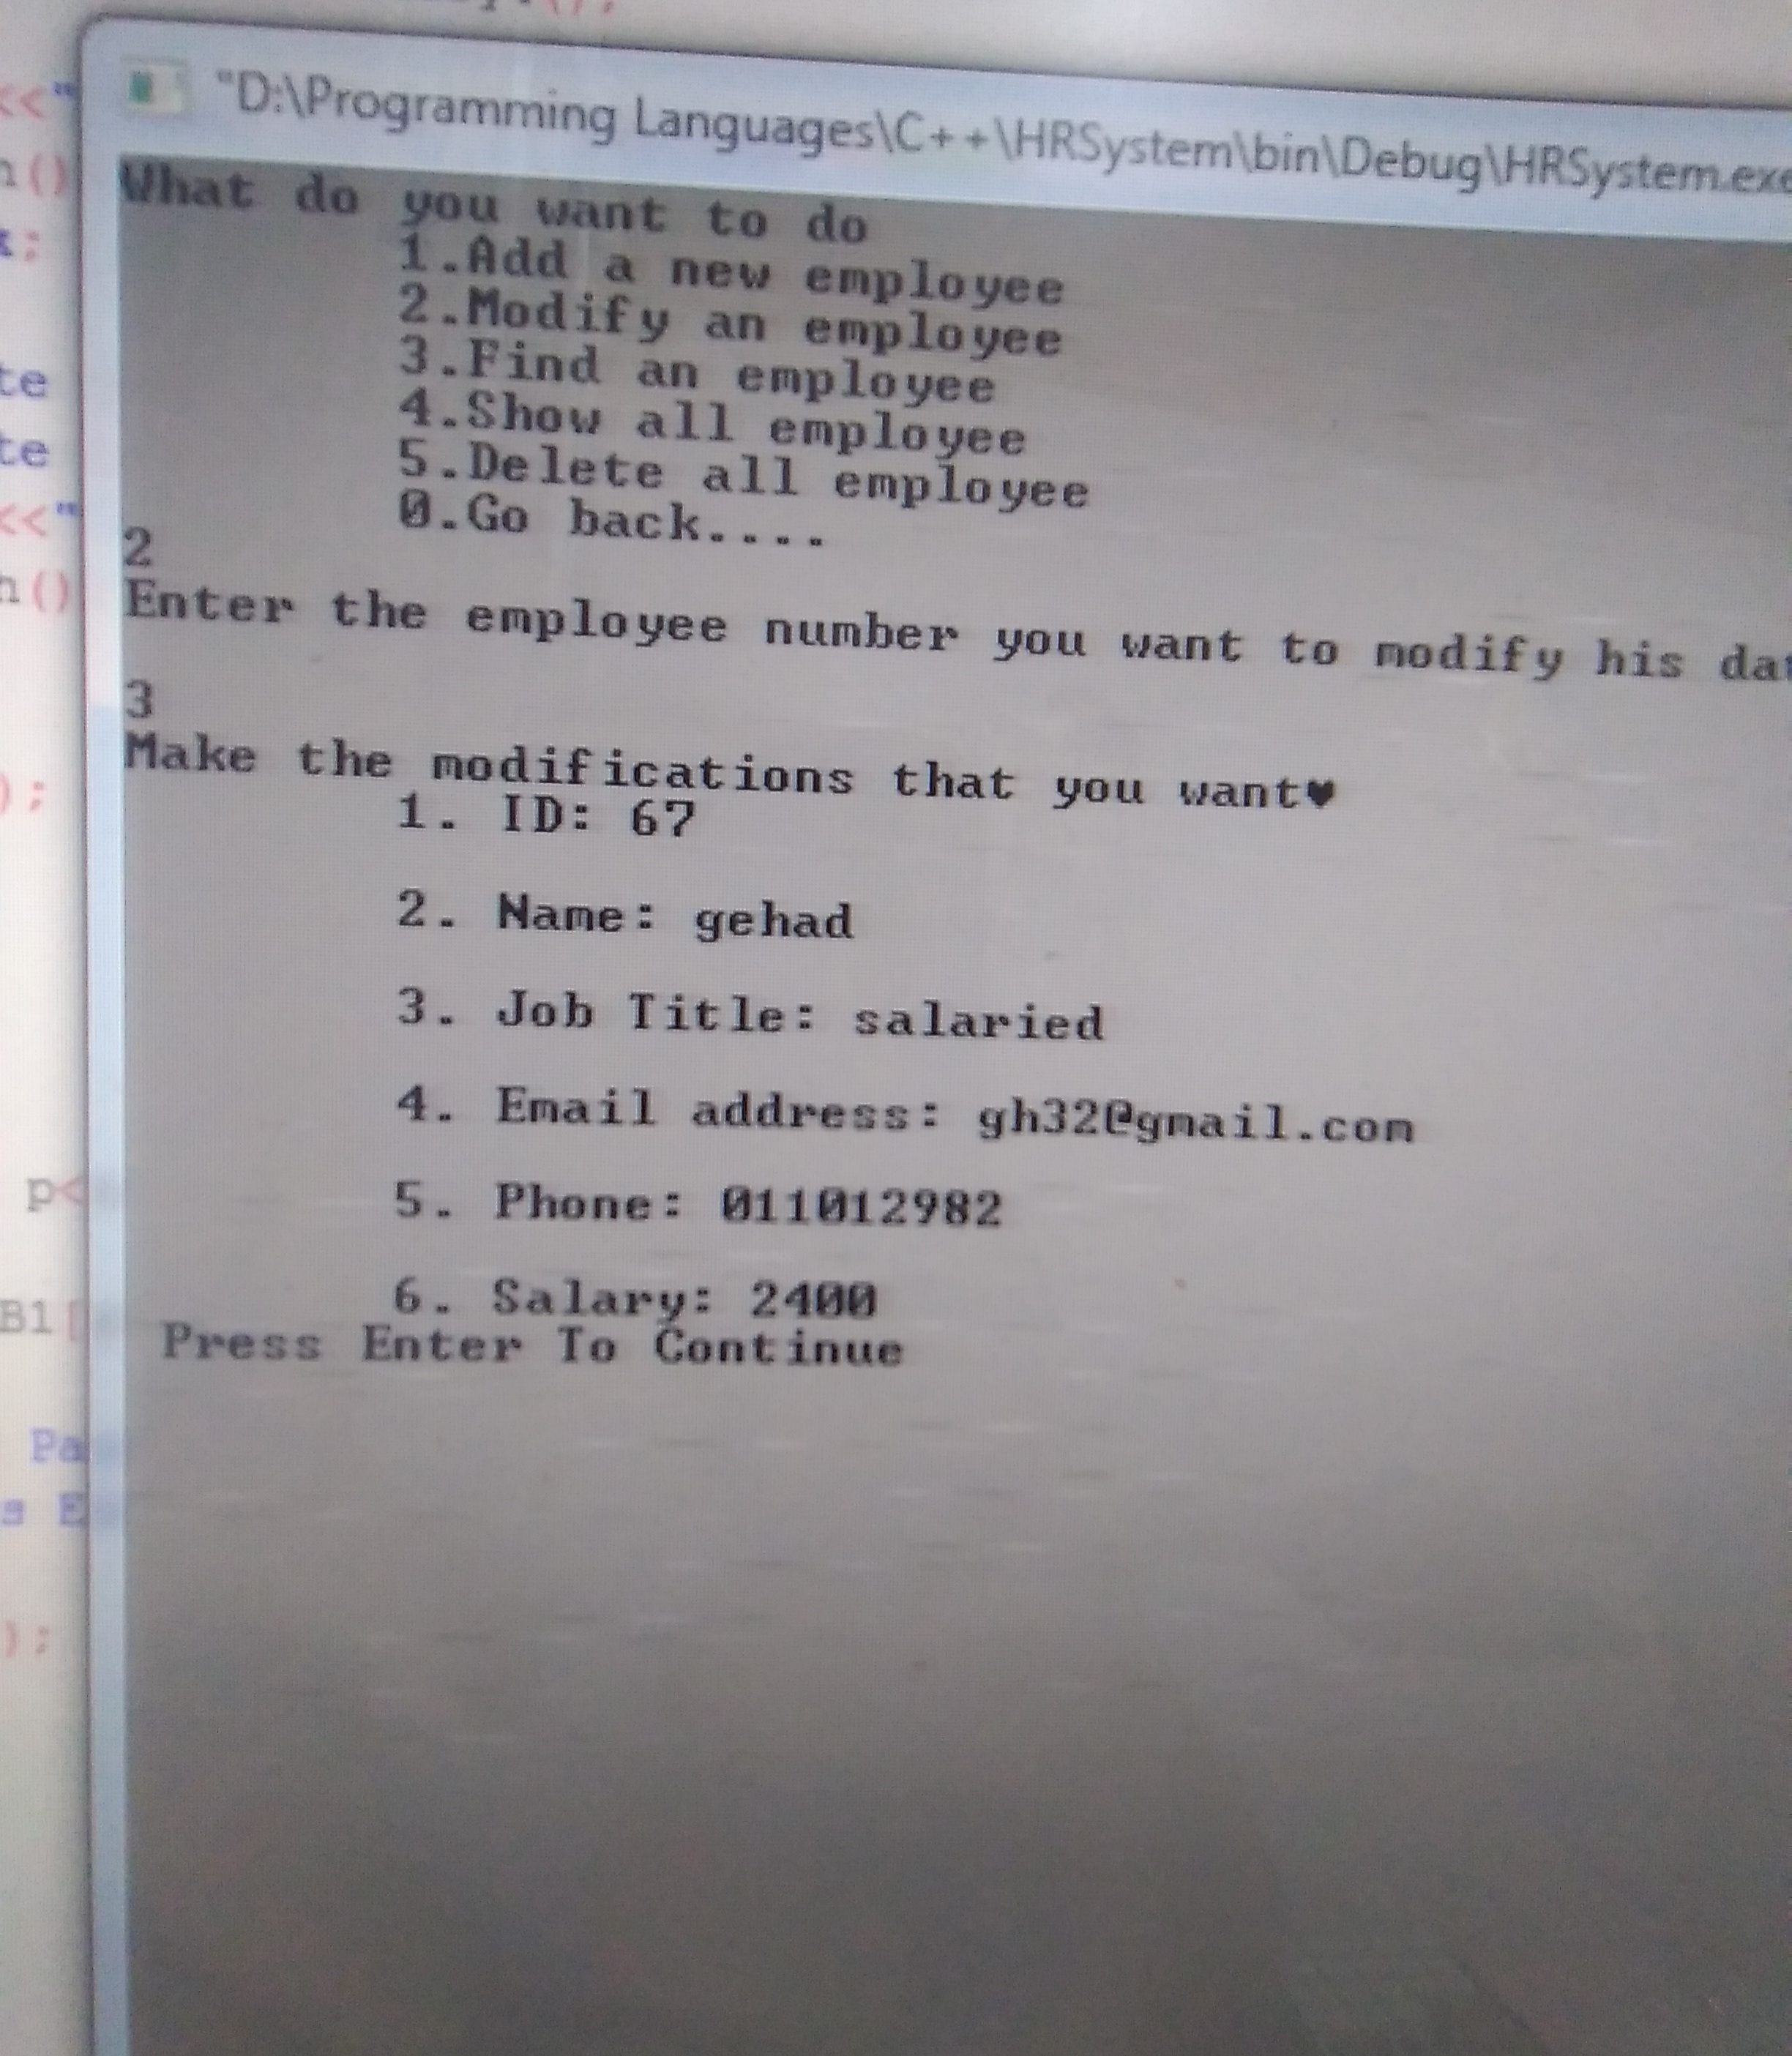 "D:\Programming Languages\C++\HRSystem\bin\Debug\HRSystem.exe
What do you want to do
1.Add a new employee
2.Modify an employee
3.Find an employee
4.Show all employee
5.Delete all employee
0.Go back....
2
Enter the employee number you want to modify his
3
Make the modifications that you want♥
1. ID: 67
2. Name: gehad
3. Job Title: salaried
4. Email address: gh32@gmail.com
5. Phone: 011012982
6. Salary: 2400
Press Enter To Continue
<<"
();
te
te
<<"
()
);
p<
B1[
Pa
s E
);